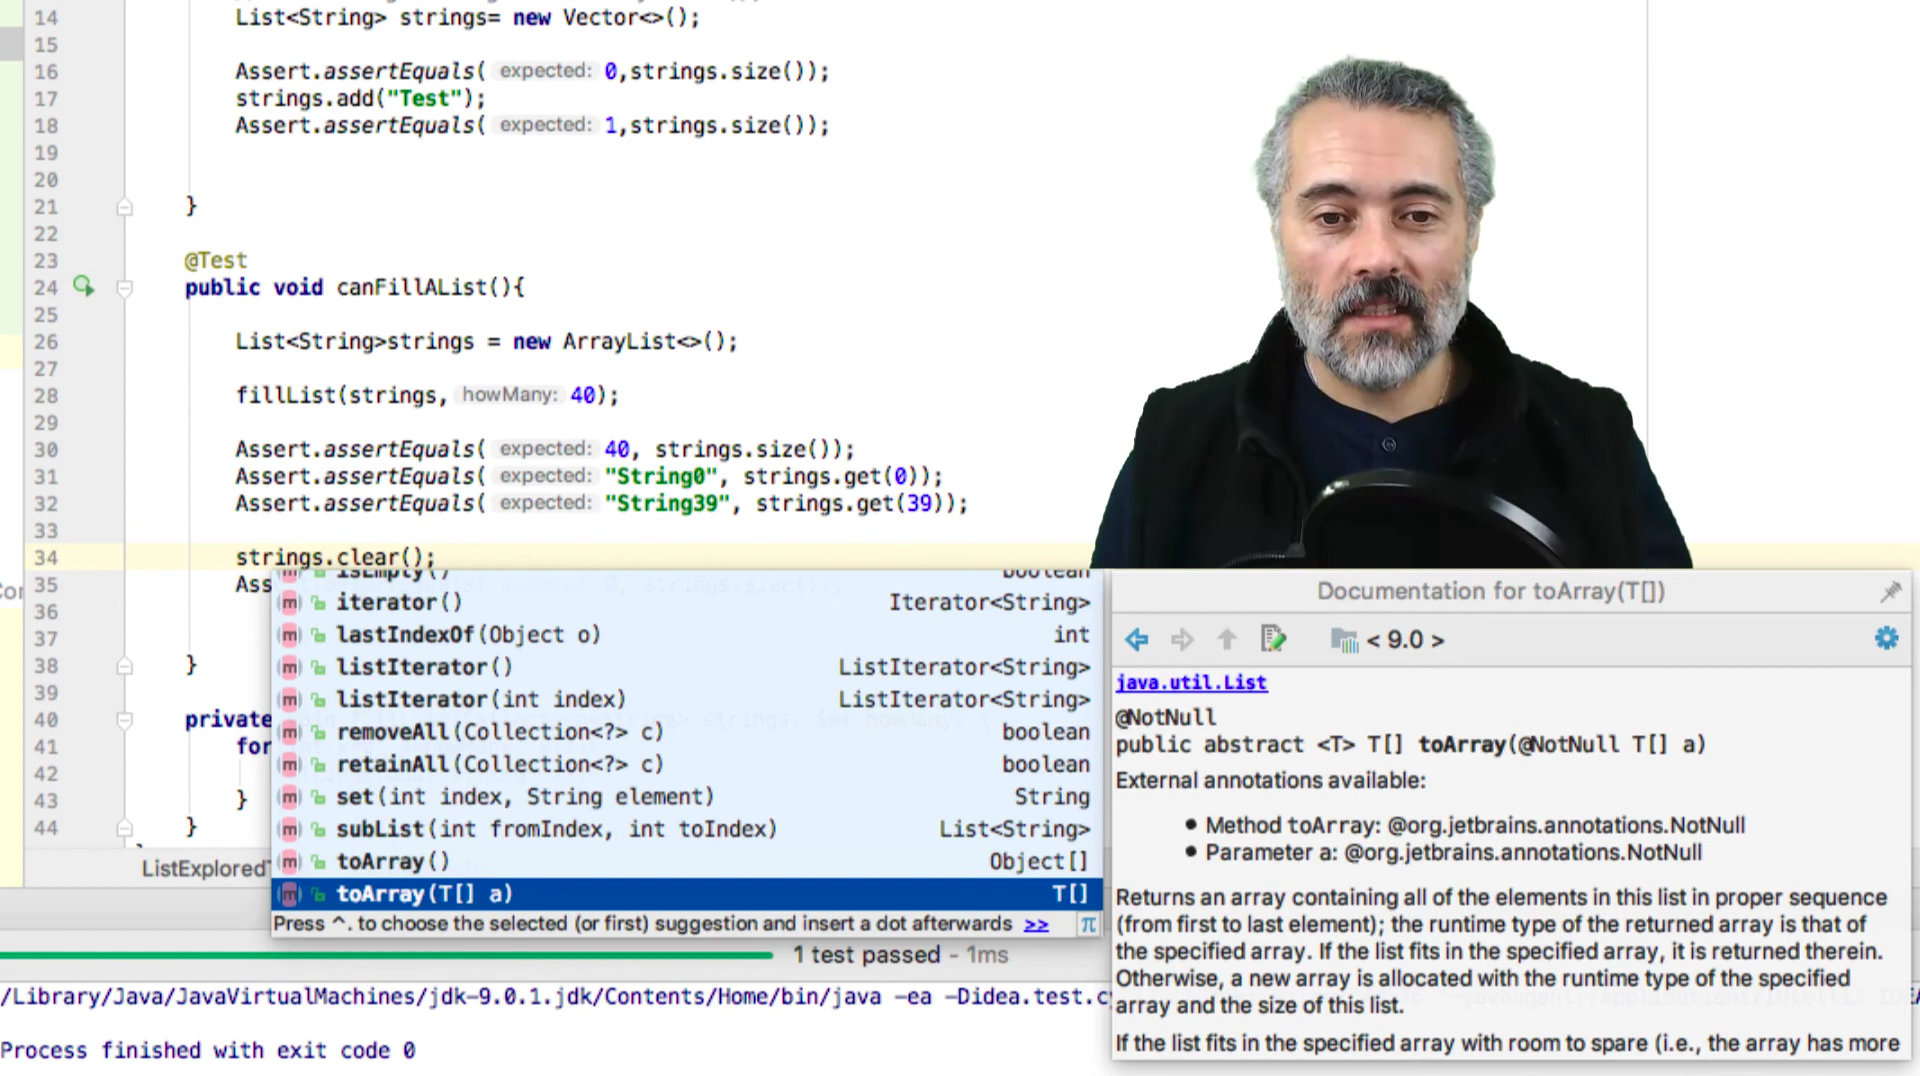 14 List<String> strings= new Vector<>();
15
16 Assert.assertEquals( expected: 0,strings.size());
17 strings.add("Test");
18 Assert.assertEquals( expected: 1,strings.size());
19
20
21 }
22
23 @Test
24 public void canFillAList(){
25
26 List<String>strings = new ArrayList<>();
27
28 fillList(strings, howMany: 40);
29
30 Assert.assertEquals( expected: 40, strings.size());
31 Assert.assertEquals( expected: "String0", strings.get(0));
32 Assert.assertEquals( expected: "String39", strings.get(39));
33
34 strings.clear();
35 Ass
36
37
38 }
39
40 private
41 for
42
43 }
44 }
isEmpty() boolean
iterator() Iterator<String>
lastIndexOf(Object o) int
listIterator() ListIterator<String>
listIterator(int index) ListIterator<String>
removeAll(Collection<?> c) boolean
retainAll(Collection<?> c) boolean
set(int index, String element) String
subList(int fromIndex, int toIndex) List<String>
toArray() Object[]
toArray(T[] a) T[]
Press ^. to choose the selected (or first) suggestion and insert a dot afterwards >> π
Documentation for toArray(T[])
< 9.0 >
java.util.List
@NotNull
public abstract <T> T[] toArray(@NotNull T[] a)
External annotations available:
● Method toArray: @org.jetbrains.annotations.NotNull
● Parameter a: @org.jetbrains.annotations.NotNull
Returns an array containing all of the elements in this list in proper sequence
(from first to last element); the runtime type of the returned array is that of
the specified array. If the list fits in the specified array, it is returned therein.
Otherwise, a new array is allocated with the runtime type of the specified
array and the size of this list.
If the list fits in the specified array with room to spare (i.e., the array has more
ListExplored
1 test passed - 1ms
/Library/Java/JavaVirtualMachines/jdk-9.0.1.jdk/Contents/Home/bin/java -ea -Didea.test.c
Process finished with exit code 0